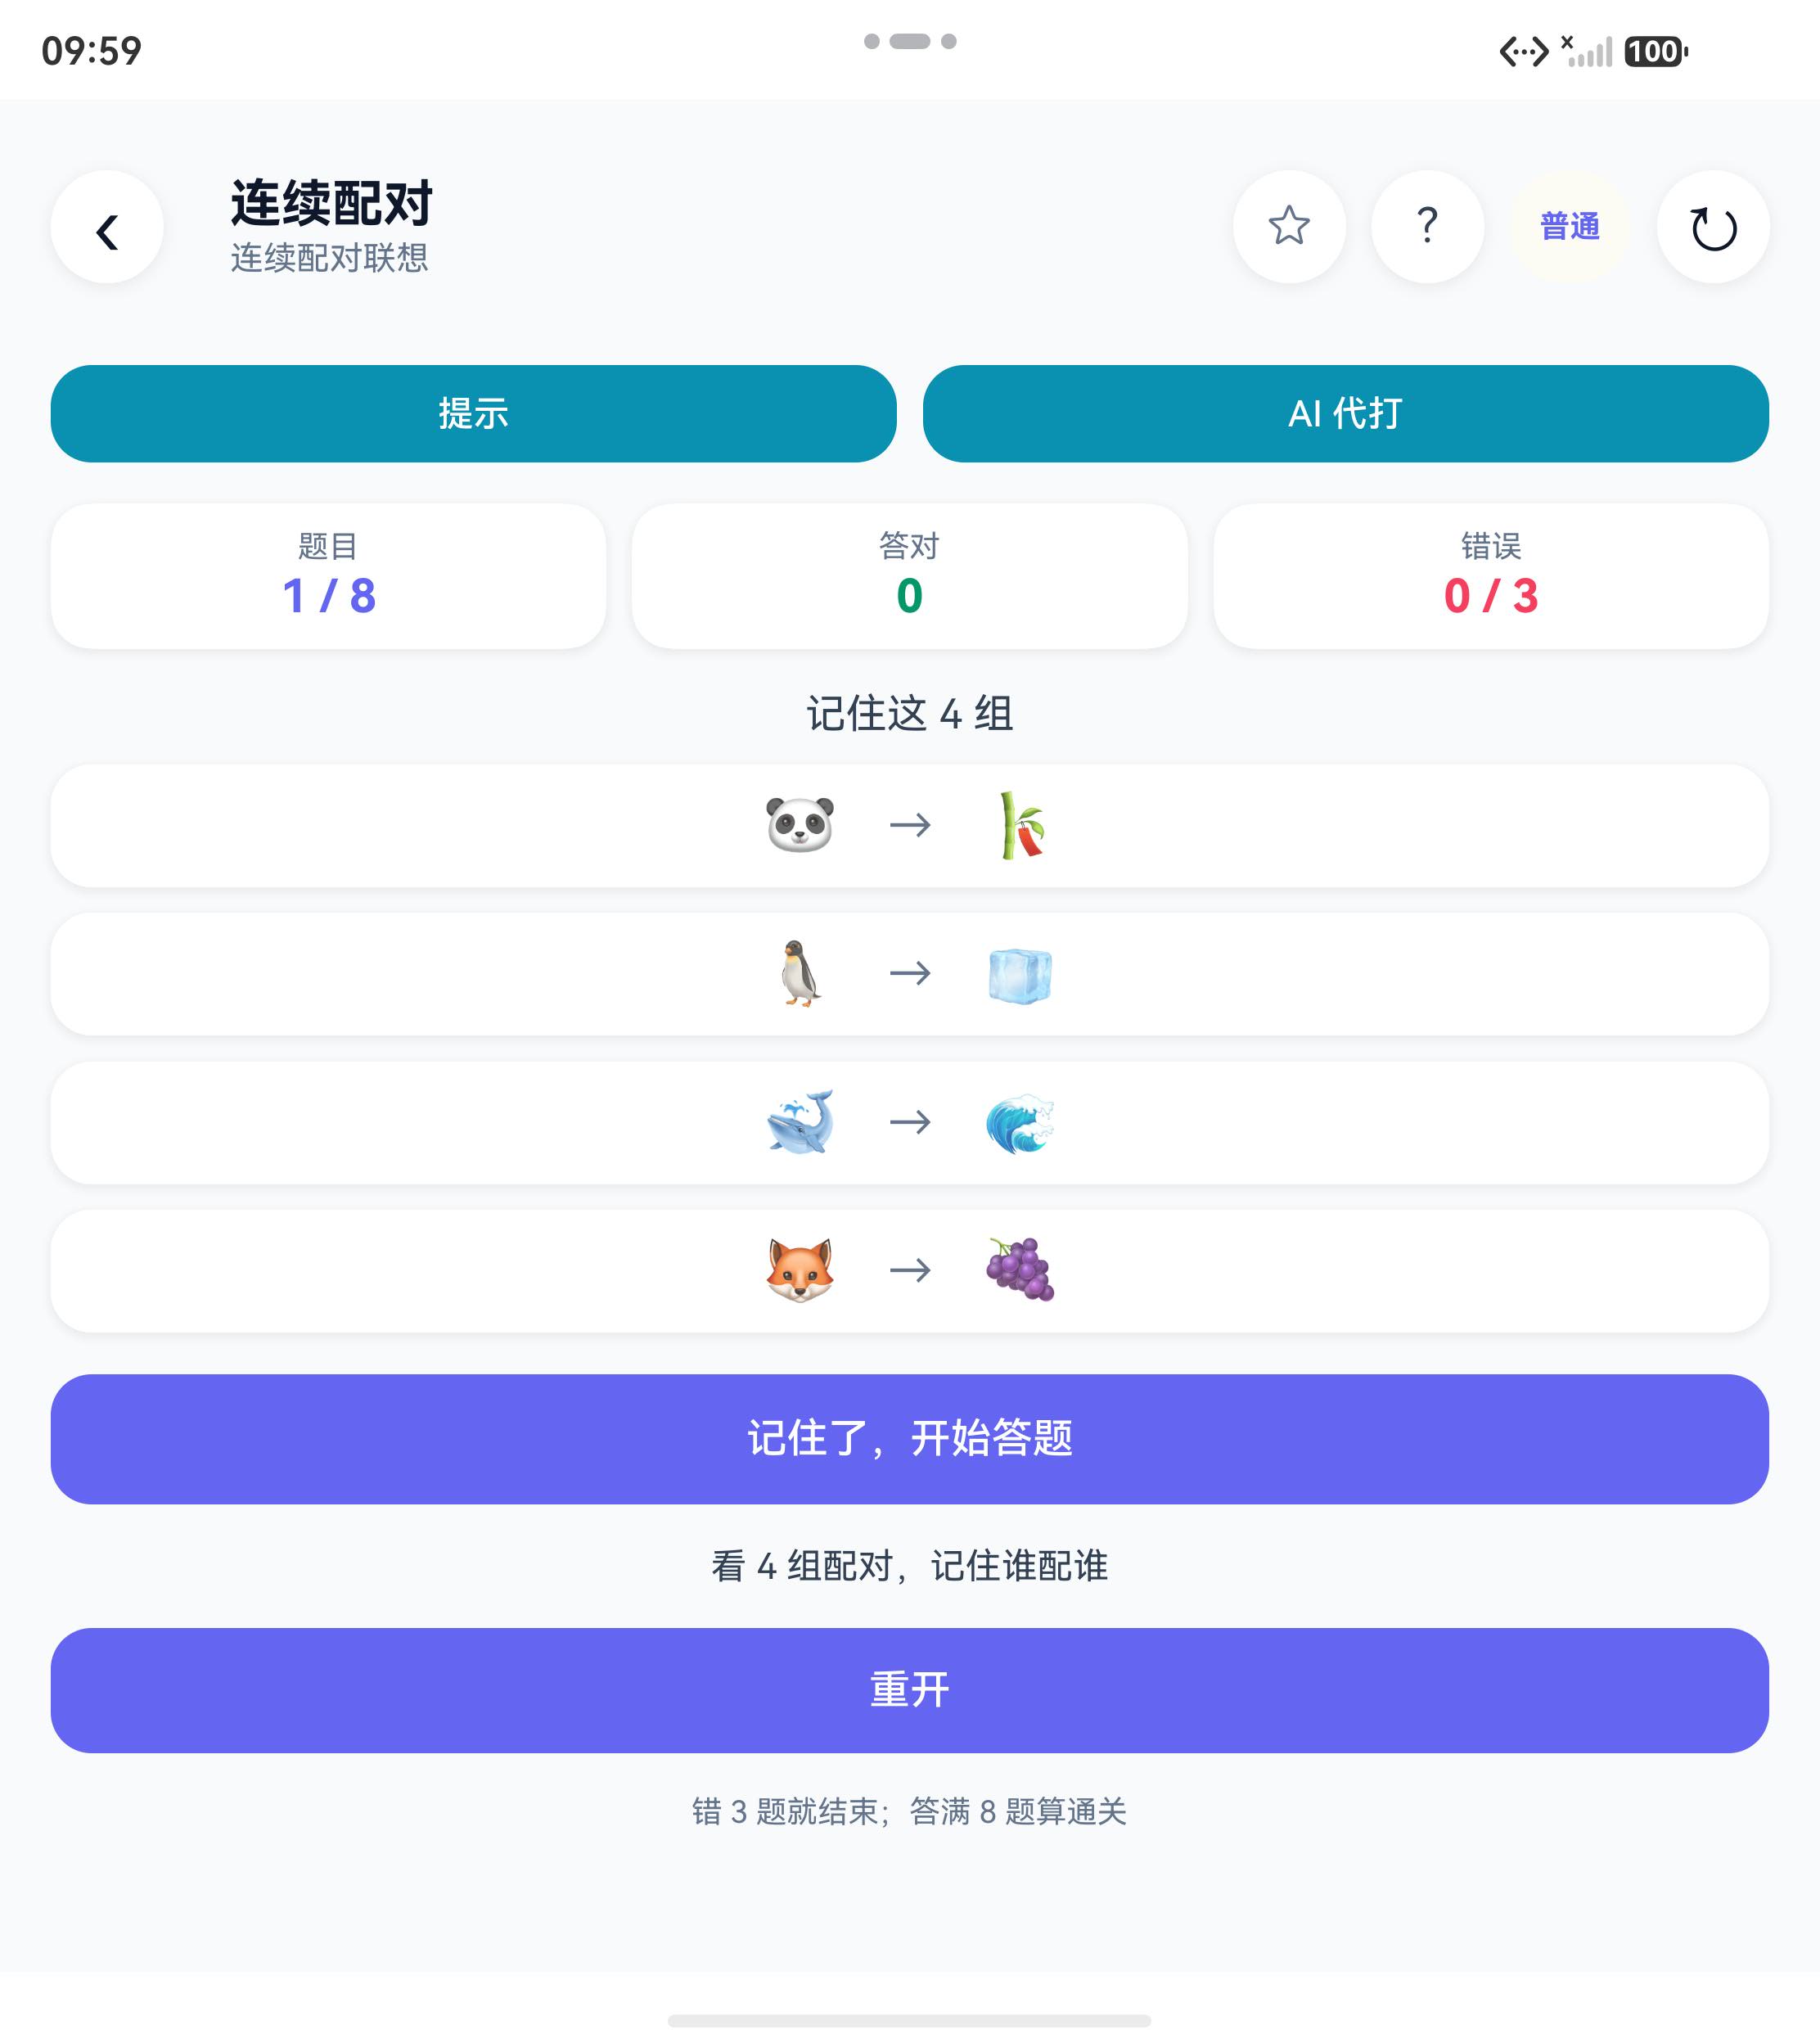 09:59
100
连续配对
连续配对联想
?
普通
提示
AI 代打
题目
1 / 8
答对
0
错误
0 / 3
记住这 4 组
记住了，开始答题
看 4 组配对，记住谁配谁
重开
错 3 题就结束；答满 8 题算通关